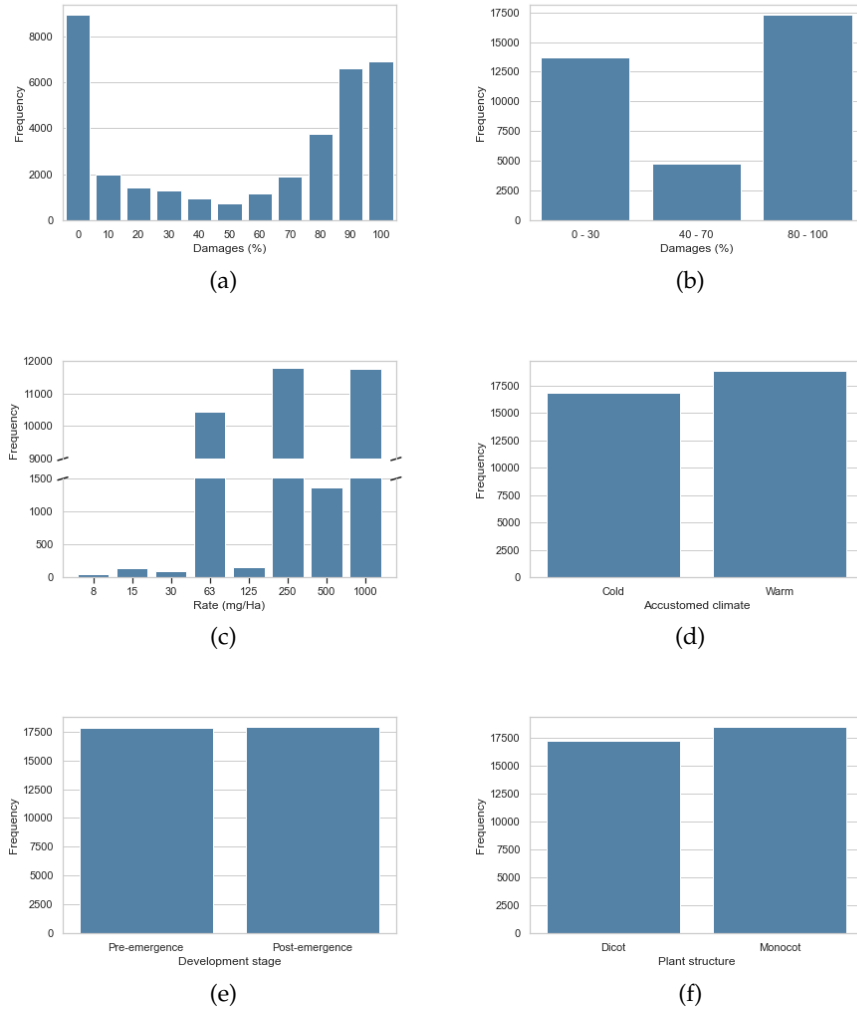 8000
6000
4000
2000
0
Frequency
0 10 20 30 40 50 60 70 80 90 100
Damages (%)
(a)
17500
15000
12500
10000
7500
5000
2500
0
Frequency
0 - 30 40 - 70 80 - 100
Damages (%)
(b)
12000
11000
10000
9000
1500
1000
500
0
Frequency
8 15 30 63 125 250 500 1000
Rate (mg/Ha)
(c)
17500
15000
12500
10000
7500
5000
2500
0
Frequency
Cold Warm
Accustomed climate
(d)
17500
15000
12500
10000
7500
5000
2500
0
Frequency
Pre-emergence Post-emergence
Development stage
(e)
17500
15000
12500
10000
7500
5000
2500
0
Frequency
Dicot Monocot
Plant structure
(f)